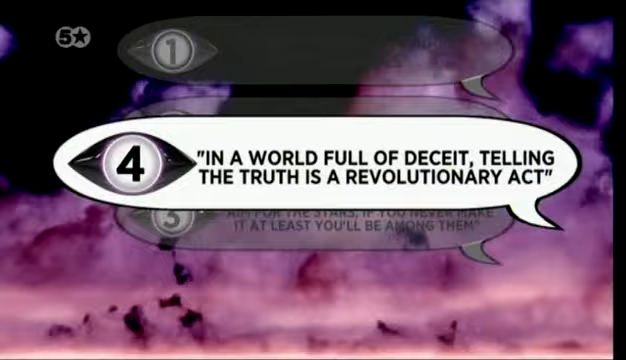 5★
1
4
"IN A WORLD FULL OF DECEIT, TELLING
THE TRUTH IS A REVOLUTIONARY ACT"
3
AIM FOR THE STARS, IF YOU NEVER MAKE
IT AT LEAST YOU'LL BE AMONG THEM"